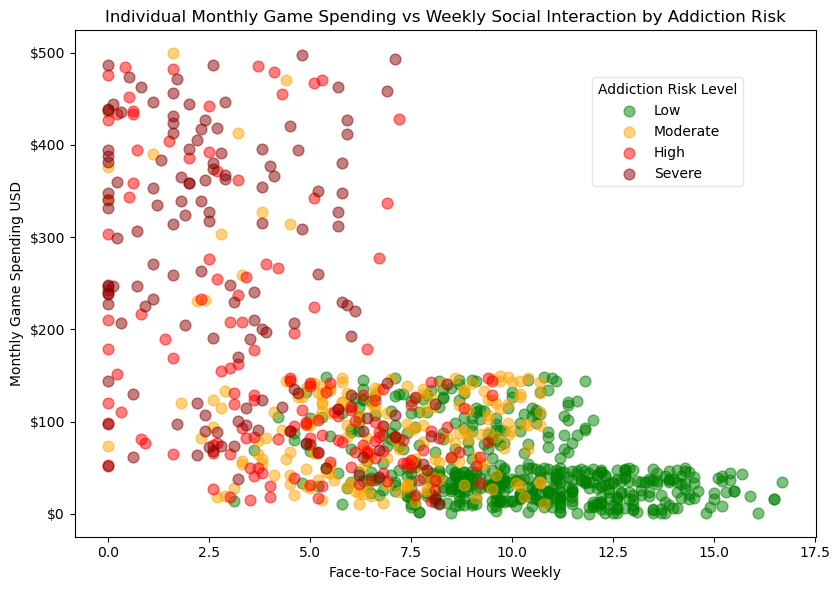 Individual Monthly Game Spending vs Weekly Social Interaction by Addiction Risk
$500
$400
$300
$200
$100
$0
Monthly Game Spending USD
Addiction Risk Level
Low
Moderate
High
Severe
0.0
2.5
5.0
7.5
10.0
12.5
15.0
17.5
Face-to-Face Social Hours Weekly